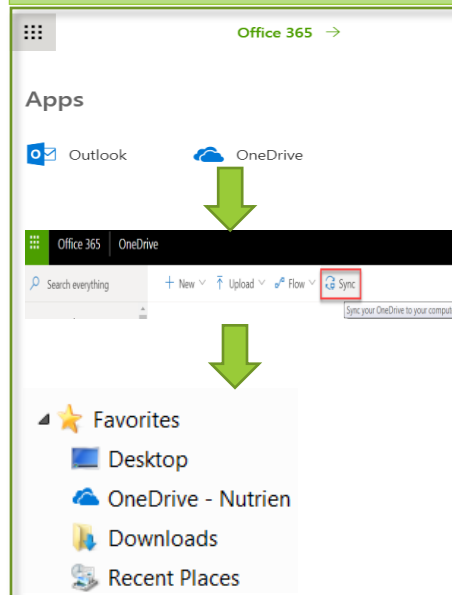 Office 365 →
Apps
Outlook OneDrive
Office 365 OneDrive
Search everything + New Upload Flow Sync
Sync your OneDrive to your comput
Favorites
Desktop
OneDrive - Nutrien
Downloads
Recent Places